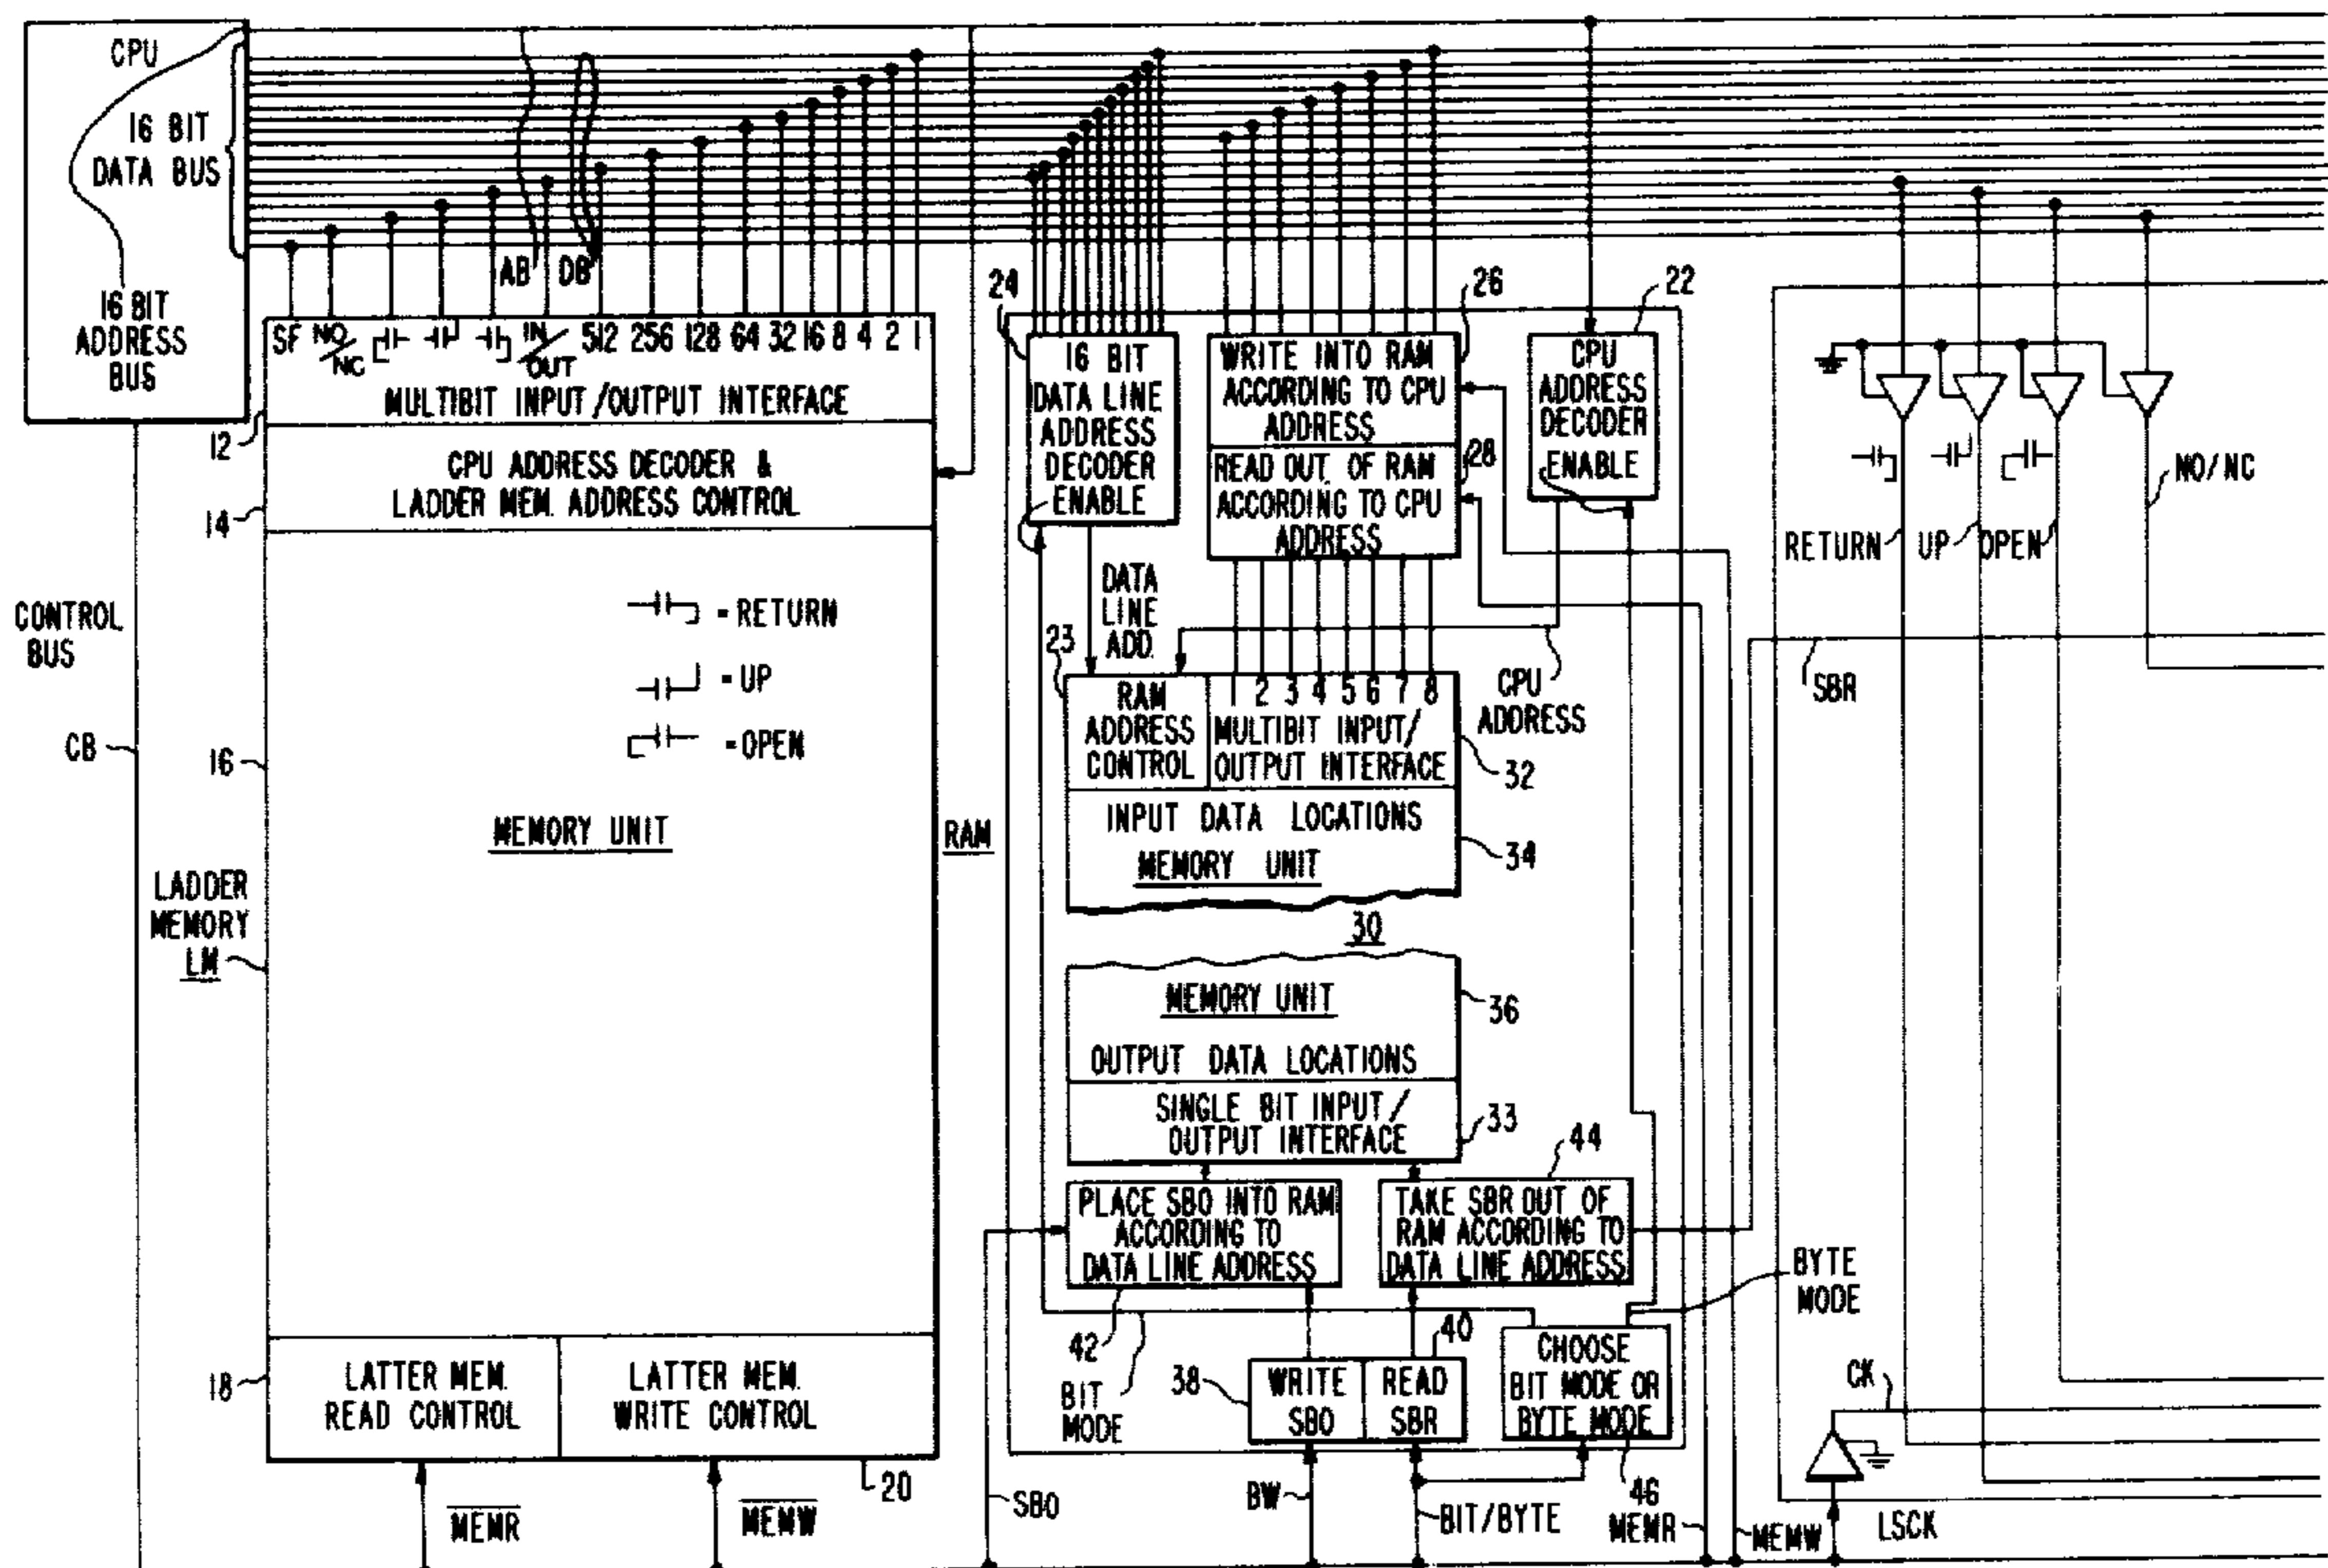 CPU
16 BIT
DATA BUS
16 BIT
ADDRESS
BUS
AB
DB
SF
NO/NC
IN/OUT
512 256 128 64 32 16 8 4 2 1
MULTIBIT INPUT/OUTPUT INTERFACE
12
CPU ADDRESS DECODER &
LADDER MEM. ADDRESS CONTROL
14
= RETURN
= UP
= OPEN
CONTROL
BUS
CB
16
MEMORY UNIT
LADDER
MEMORY
LM
18
LATTER MEM.
READ CONTROL
LATTER MEM.
WRITE CONTROL
20
MEMR
MEMW
RAM
24
16 BIT
DATA LINE
ADDRESS
DECODER
ENABLE
26
WRITE INTO RAM
ACCORDING TO CPU
ADDRESS
28
READ OUT OF RAM
ACCORDING TO CPU
ADDRESS
22
CPU
ADDRESS
DECODER
ENABLE
DATA
LINE
ADD.
23
RAM
ADDRESS
CONTROL
1 2 3 4 5 6 7 8
MULTIBIT INPUT/
OUTPUT INTERFACE
32
CPU
ADDRESS
INPUT DATA LOCATIONS
MEMORY UNIT
34
30
MEMORY UNIT
36
OUTPUT DATA LOCATIONS
SINGLE BIT INPUT/
OUTPUT INTERFACE
33
44
PLACE SBO INTO RAM
ACCORDING TO
DATA LINE ADDRESS
TAKE SBR OUT OF
RAM ACCORDING TO
DATA LINE ADDRESS
42
BIT
MODE
38
WRITE
SBO
40
READ
SBR
CHOOSE
BIT MODE OR
BYTE MODE
46
BYTE
MODE
SBO
BW
BIT/BYTE
MEMR
MEMW
LSCK
CK
RETURN
UP
OPEN
NO/NC
SBR